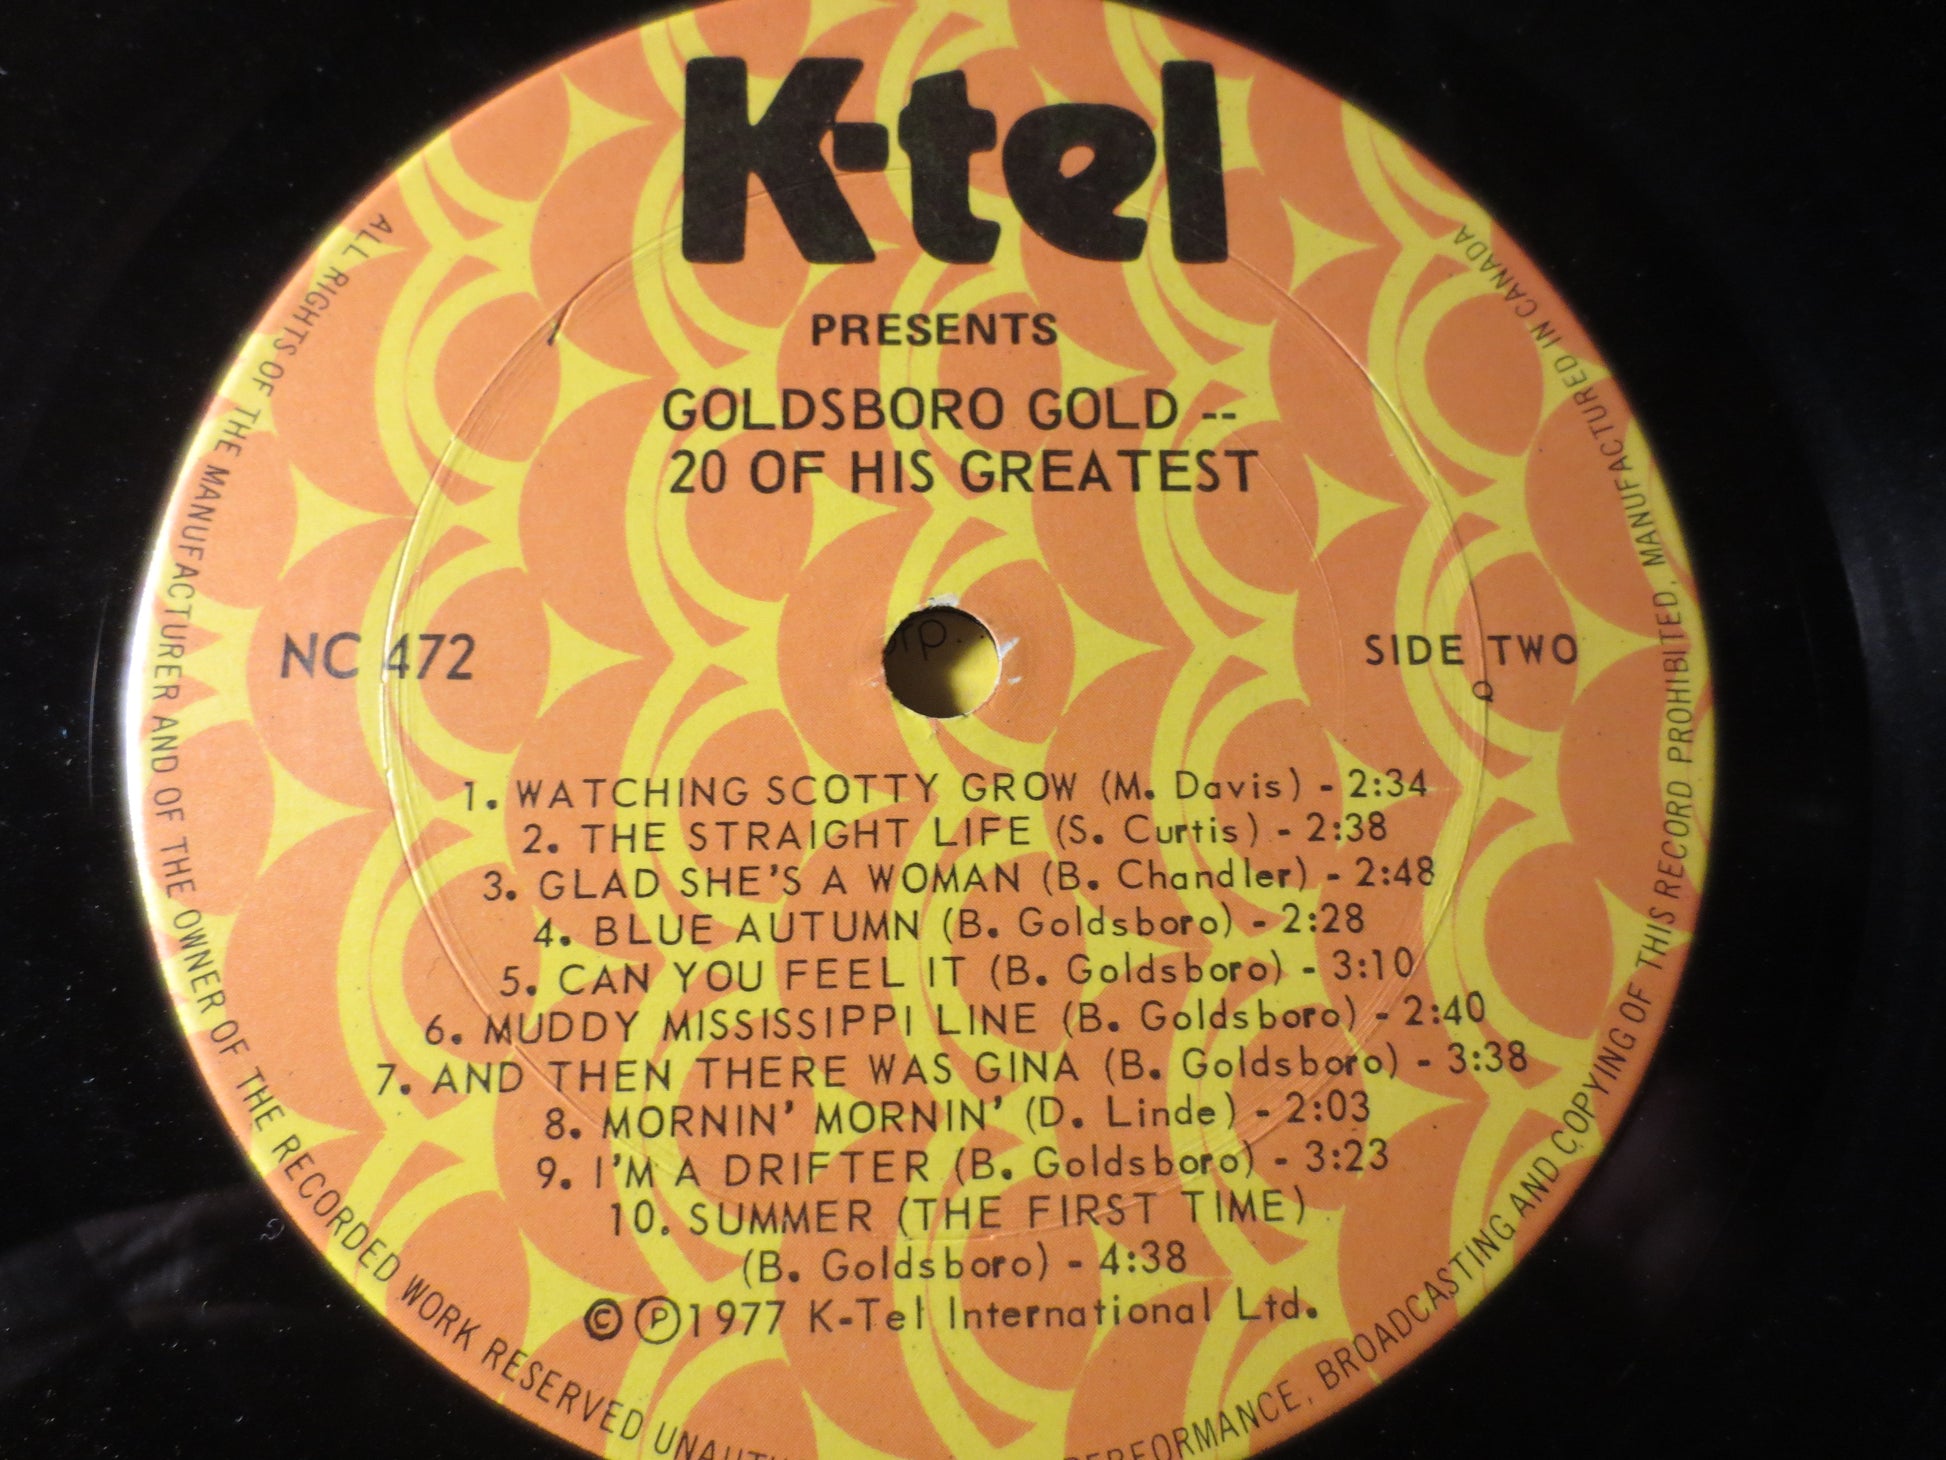 K-tel
PRESENTS
GOLDSBORO GOLD --
20 OF HIS GREATEST
NC 472
SIDE TWO
1. WATCHING SCOTTY GROW (M. Davis) - 2:34
2. THE STRAIGHT LIFE (S. Curtis) - 2:38
3. GLAD SHE'S A WOMAN (B. Chandler) - 2:48
4. BLUE AUTUMN (B. Goldsboro) - 2:28
5. CAN YOU FEEL IT (B. Goldsboro) - 3:10
6. MUDDY MISSISSIPPI LINE (B. Goldsboro) - 2:40
7. AND THEN THERE WAS GINA (B. Goldsboro) - 3:38
8. MORNIN' MORNIN' (D. Linde) - 2:03
9. I'M A DRIFTER (B. Goldsboro) - 3:23
10. SUMMER (THE FIRST TIME)
(B. Goldsboro) - 4:38
© ℗ 1977 K-Tel International Ltd.
ALL RIGHTS OF THE MANUFACTURER AND OF THE OWNER OF THE RECORDED WORK RESERVED PERFORMANCE, BROADCASTING AND COPYING OF THIS RECORD PROHIBITED. MANUFACTURED IN CANADA